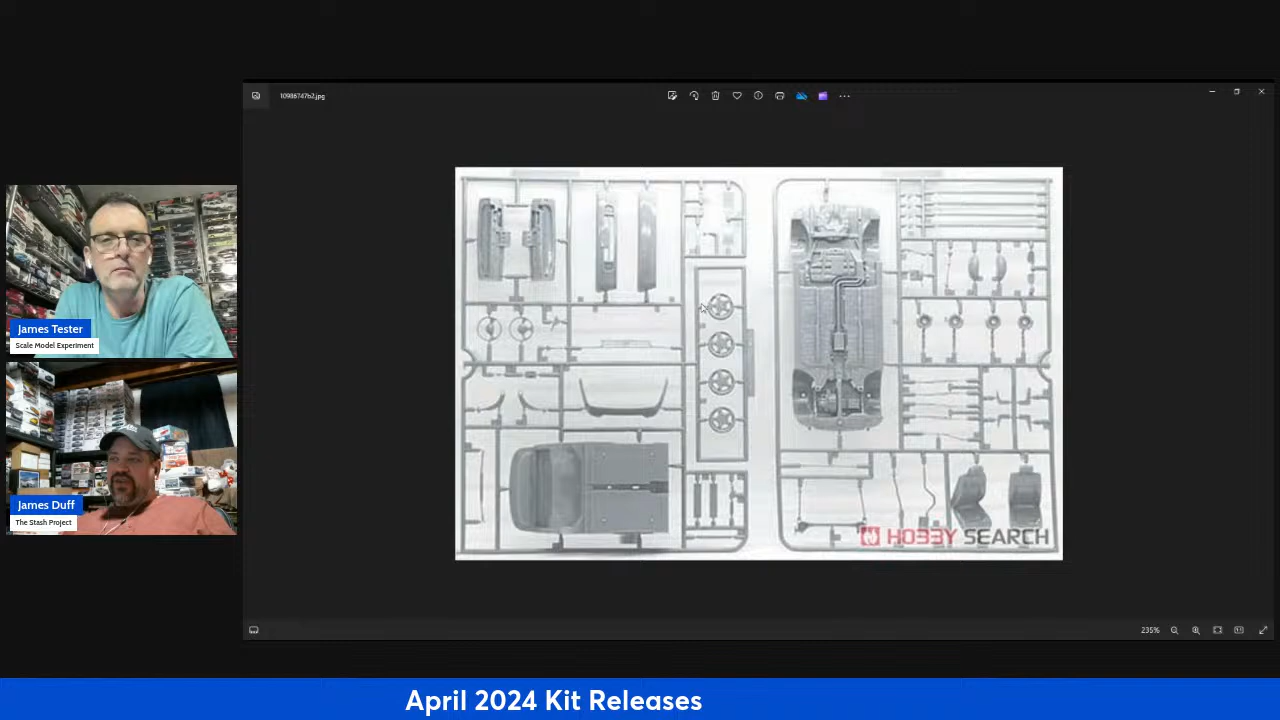 10986747b2.jpg
James Tester
Scale Model Experiment
James Duff
The Stash Project
HOBBY SEARCH
235%
April 2024 Kit Releases